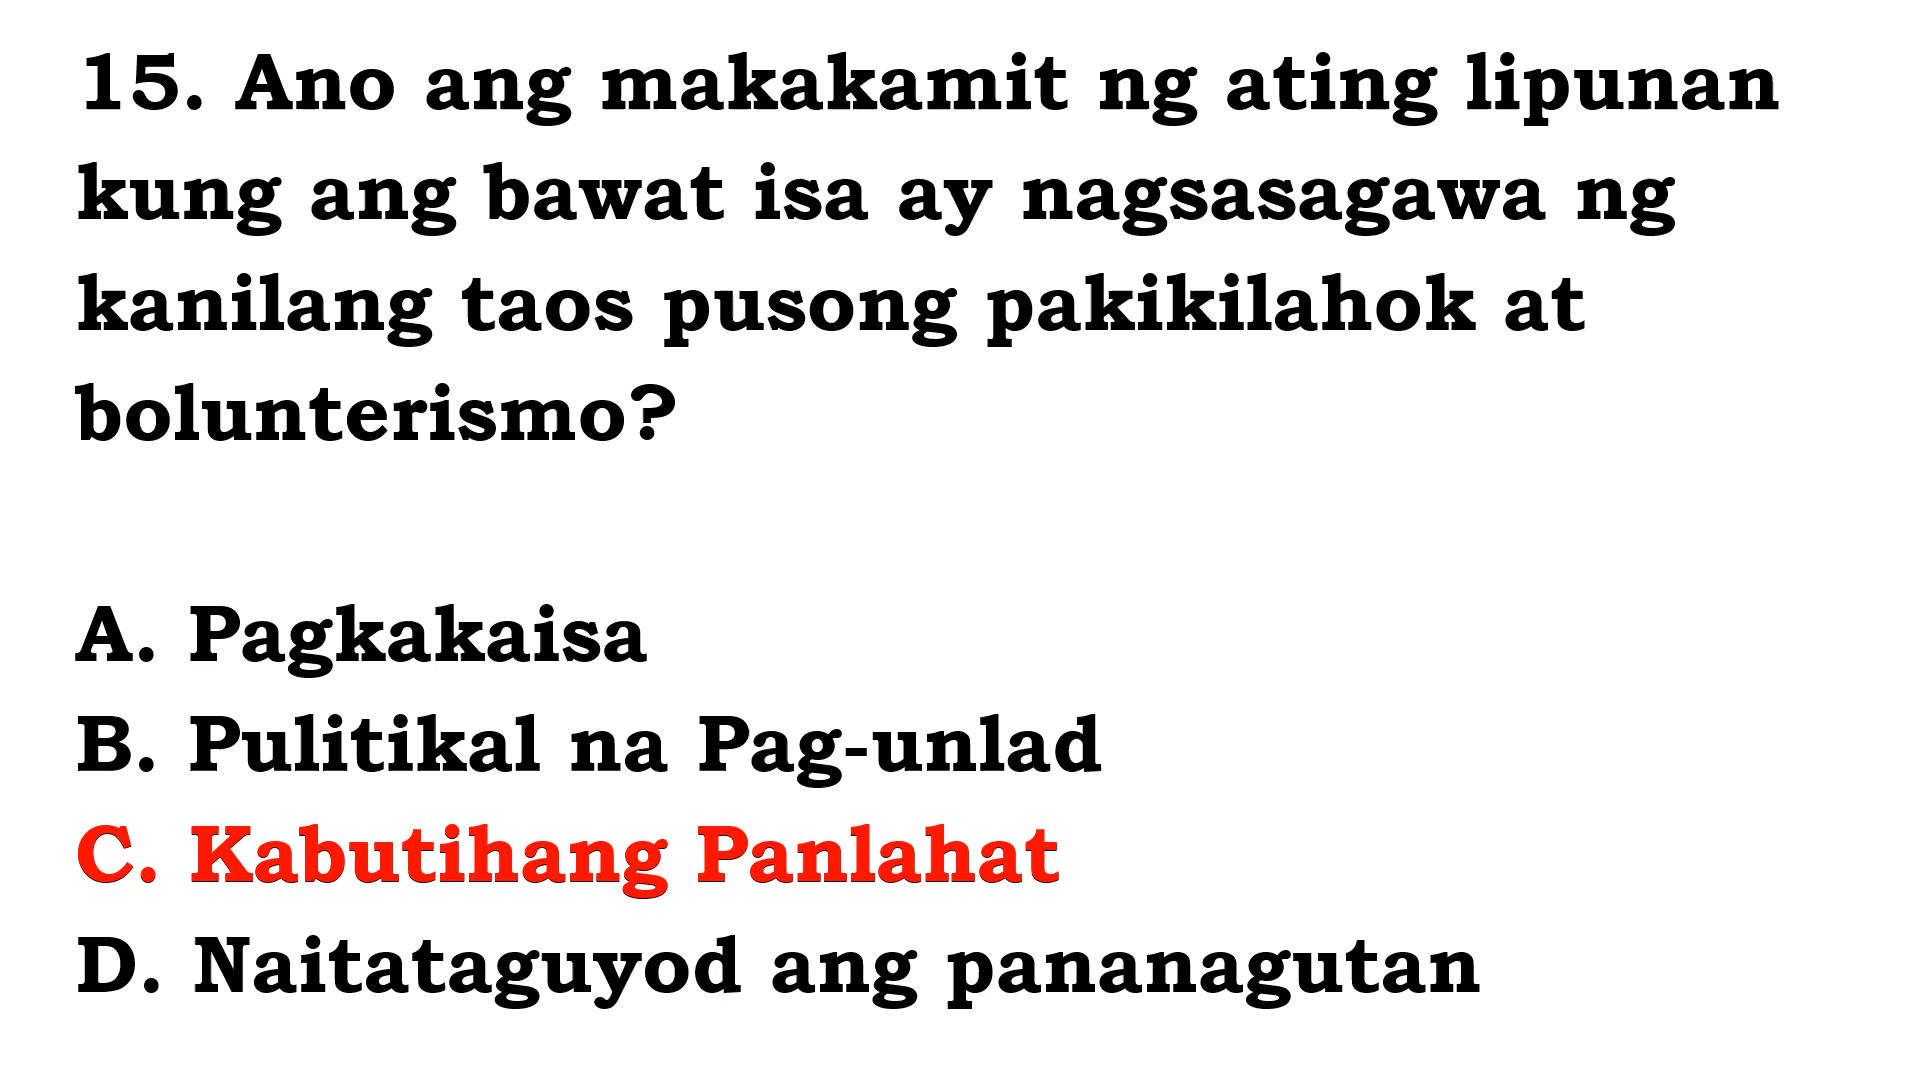 15. Ano ang makakamit ng ating lipunan
kung ang bawat isa ay nagsasagawa ng
kanilang taos pusong pakikilahok at
bolunterismo?
A. Pagkakaisa
B. Pulitikal na Pag-unlad
C. Kabutihang Panlahat
D. Naitataguyod ang pananagutan